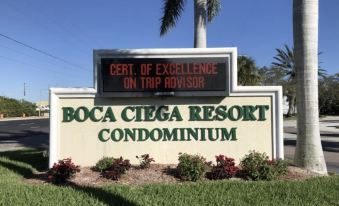 CERT. OF EXCELLENCE
ON TRIP ADVISOR
BOCA CIEGA RESORT
CONDOMINIUM